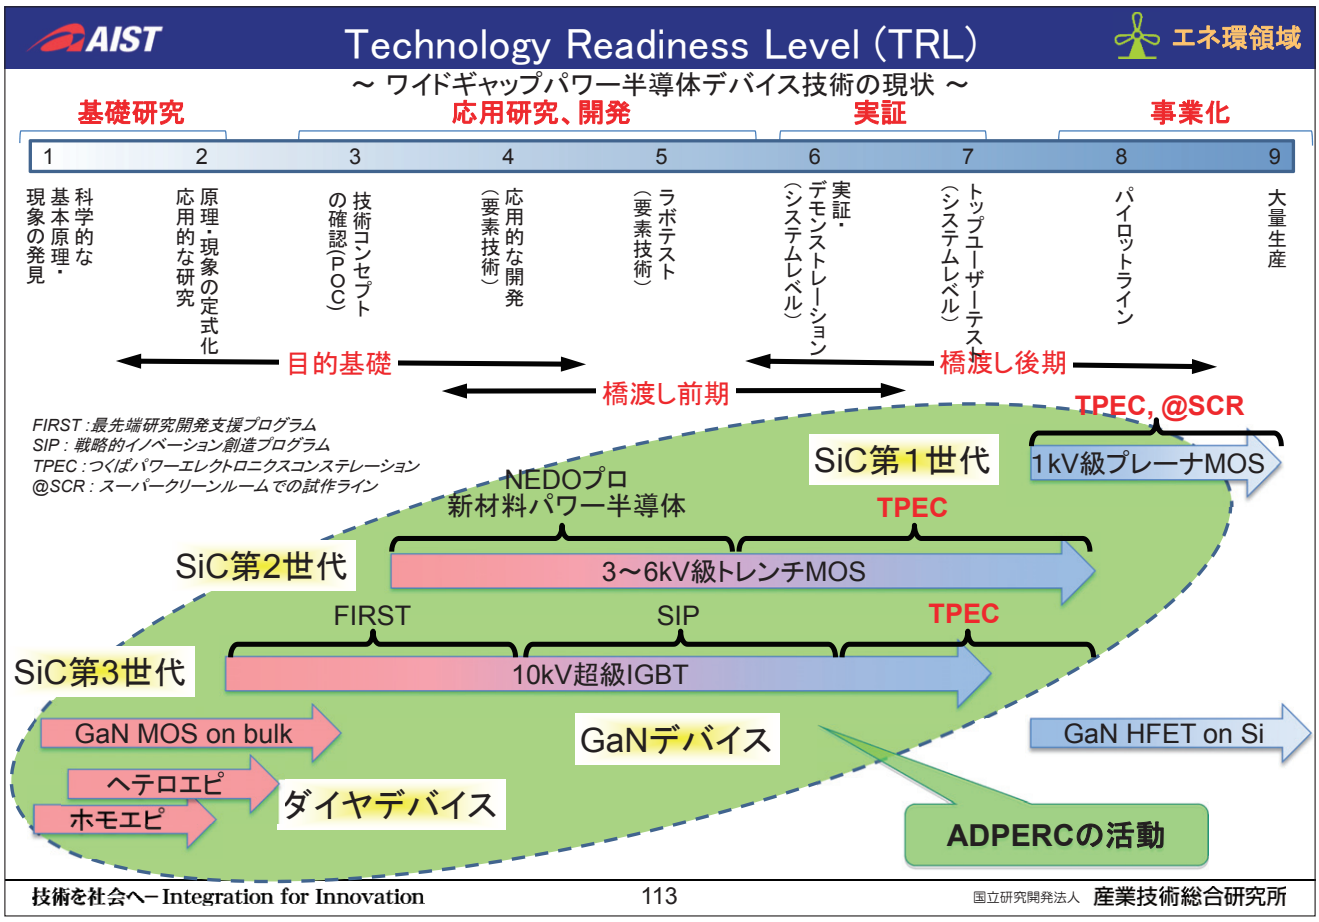 AIST
Technology Readiness Level (TRL)
エネ環領域
～ ワイドギャップパワー半導体デバイス技術の現状 ～
基礎研究
応用研究、開発
実証
事業化
1 2 3 4 5 6 7 8 9
科学的な
基本原理・
現象の発見
原理・現象の定式化
応用的な研究
技術コンセプト
の確認(POC)
応用的な開発
(要素技術)
ラボテスト
(要素技術)
実証・
デモンストレーション
(システムレベル)
トップユーザーテスト
(システムレベル)
パイロットライン
大量生産
目的基礎
橋渡し後期
橋渡し前期
FIRST :最先端研究開発支援プログラム
SIP : 戦略的イノベーション創造プログラム
TPEC :つくばパワーエレクトロニクスコンステレーション
@SCR : スーパークリーンルームでの試作ライン
TPEC, @SCR
SiC第1世代
1kV級プレーナMOS
NEDOプロ
新材料パワー半導体
TPEC
SiC第2世代
3～6kV級トレンチMOS
FIRST
SIP
TPEC
SiC第3世代
10kV超級IGBT
GaN MOS on bulk
GaNデバイス
GaN HFET on Si
ヘテロエピ
ダイヤデバイス
ホモエピ
ADPERCの活動
技術を社会へ－Integration for Innovation
113
国立研究開発法人 産業技術総合研究所